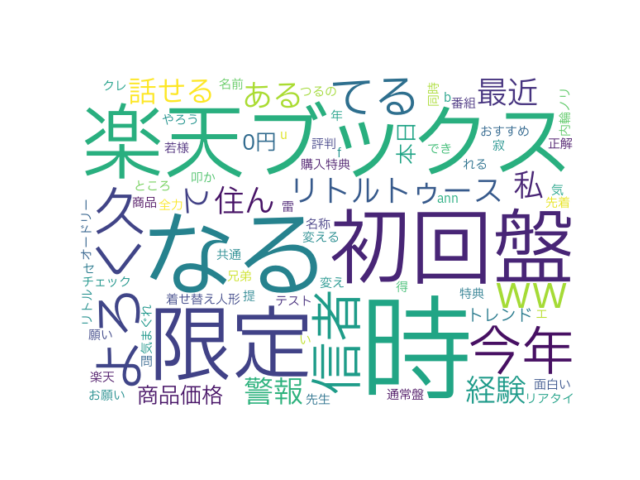 クレ
名前
つるの
同時
話せる
ある
てる
b
番組
最近
内輪ノリ
楽天ブックス
やろう
若様
0円
u
年
評判
f
本日
おすすめ
でき
寂
れる
正解
ところ
叩か
購入特典
ann
気
先着
商品
全力
ト
住ん
リトルトゥース
私
久
雷
名称
変える
初回盤
オードリー
リトルトゥース
なる
共通
兄弟
変え
得
特典
ww
チェック
着せ替え人形
提
テスト
トレンド
エ
よろしく
願い
気まぐれ
限定
い
信者
時
今年
楽天
お願い
商品価格
警報
先生
通常盤
経験
面白い
リアタイ